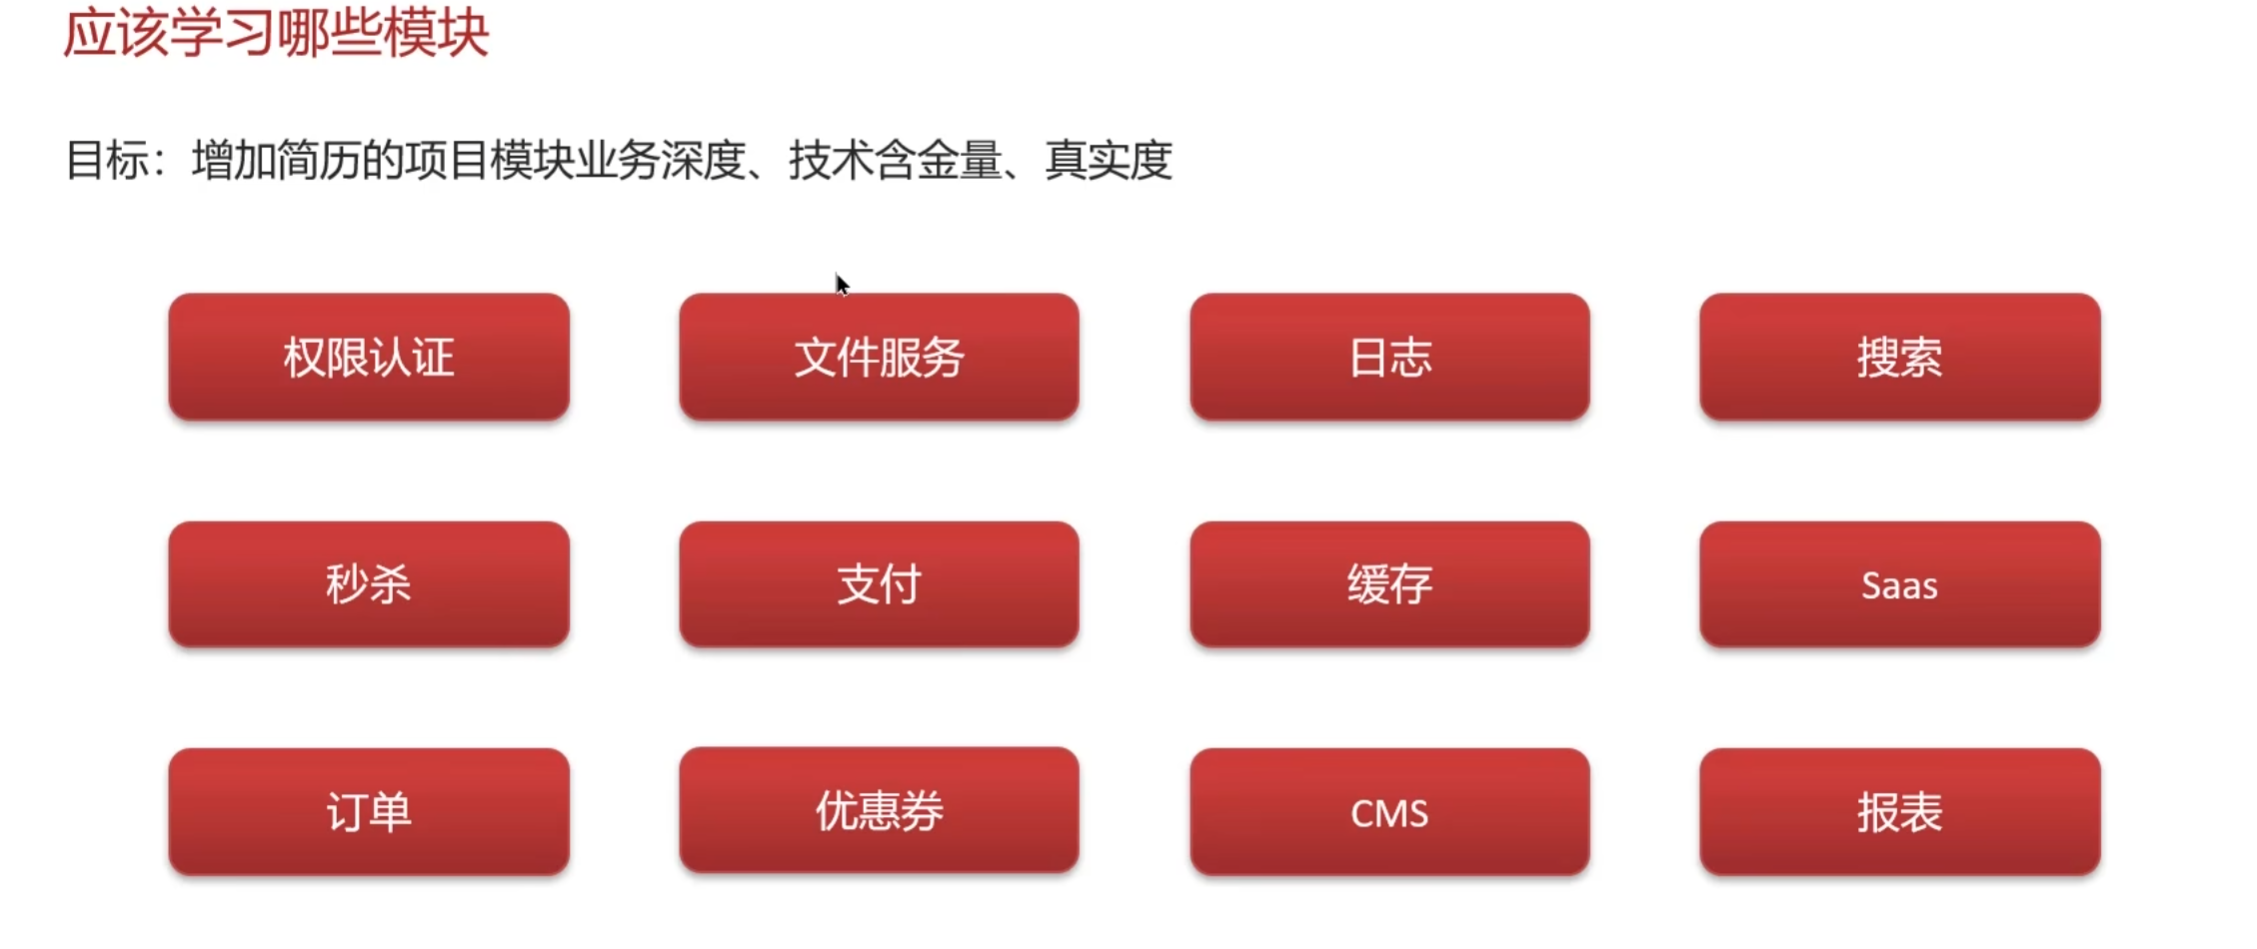 应该学习哪些模块
目标：增加简历的项目模块业务深度、技术含金量、真实度
权限认证
文件服务
日志
搜索
秒杀
支付
缓存
Saas
订单
优惠券
CMS
报表